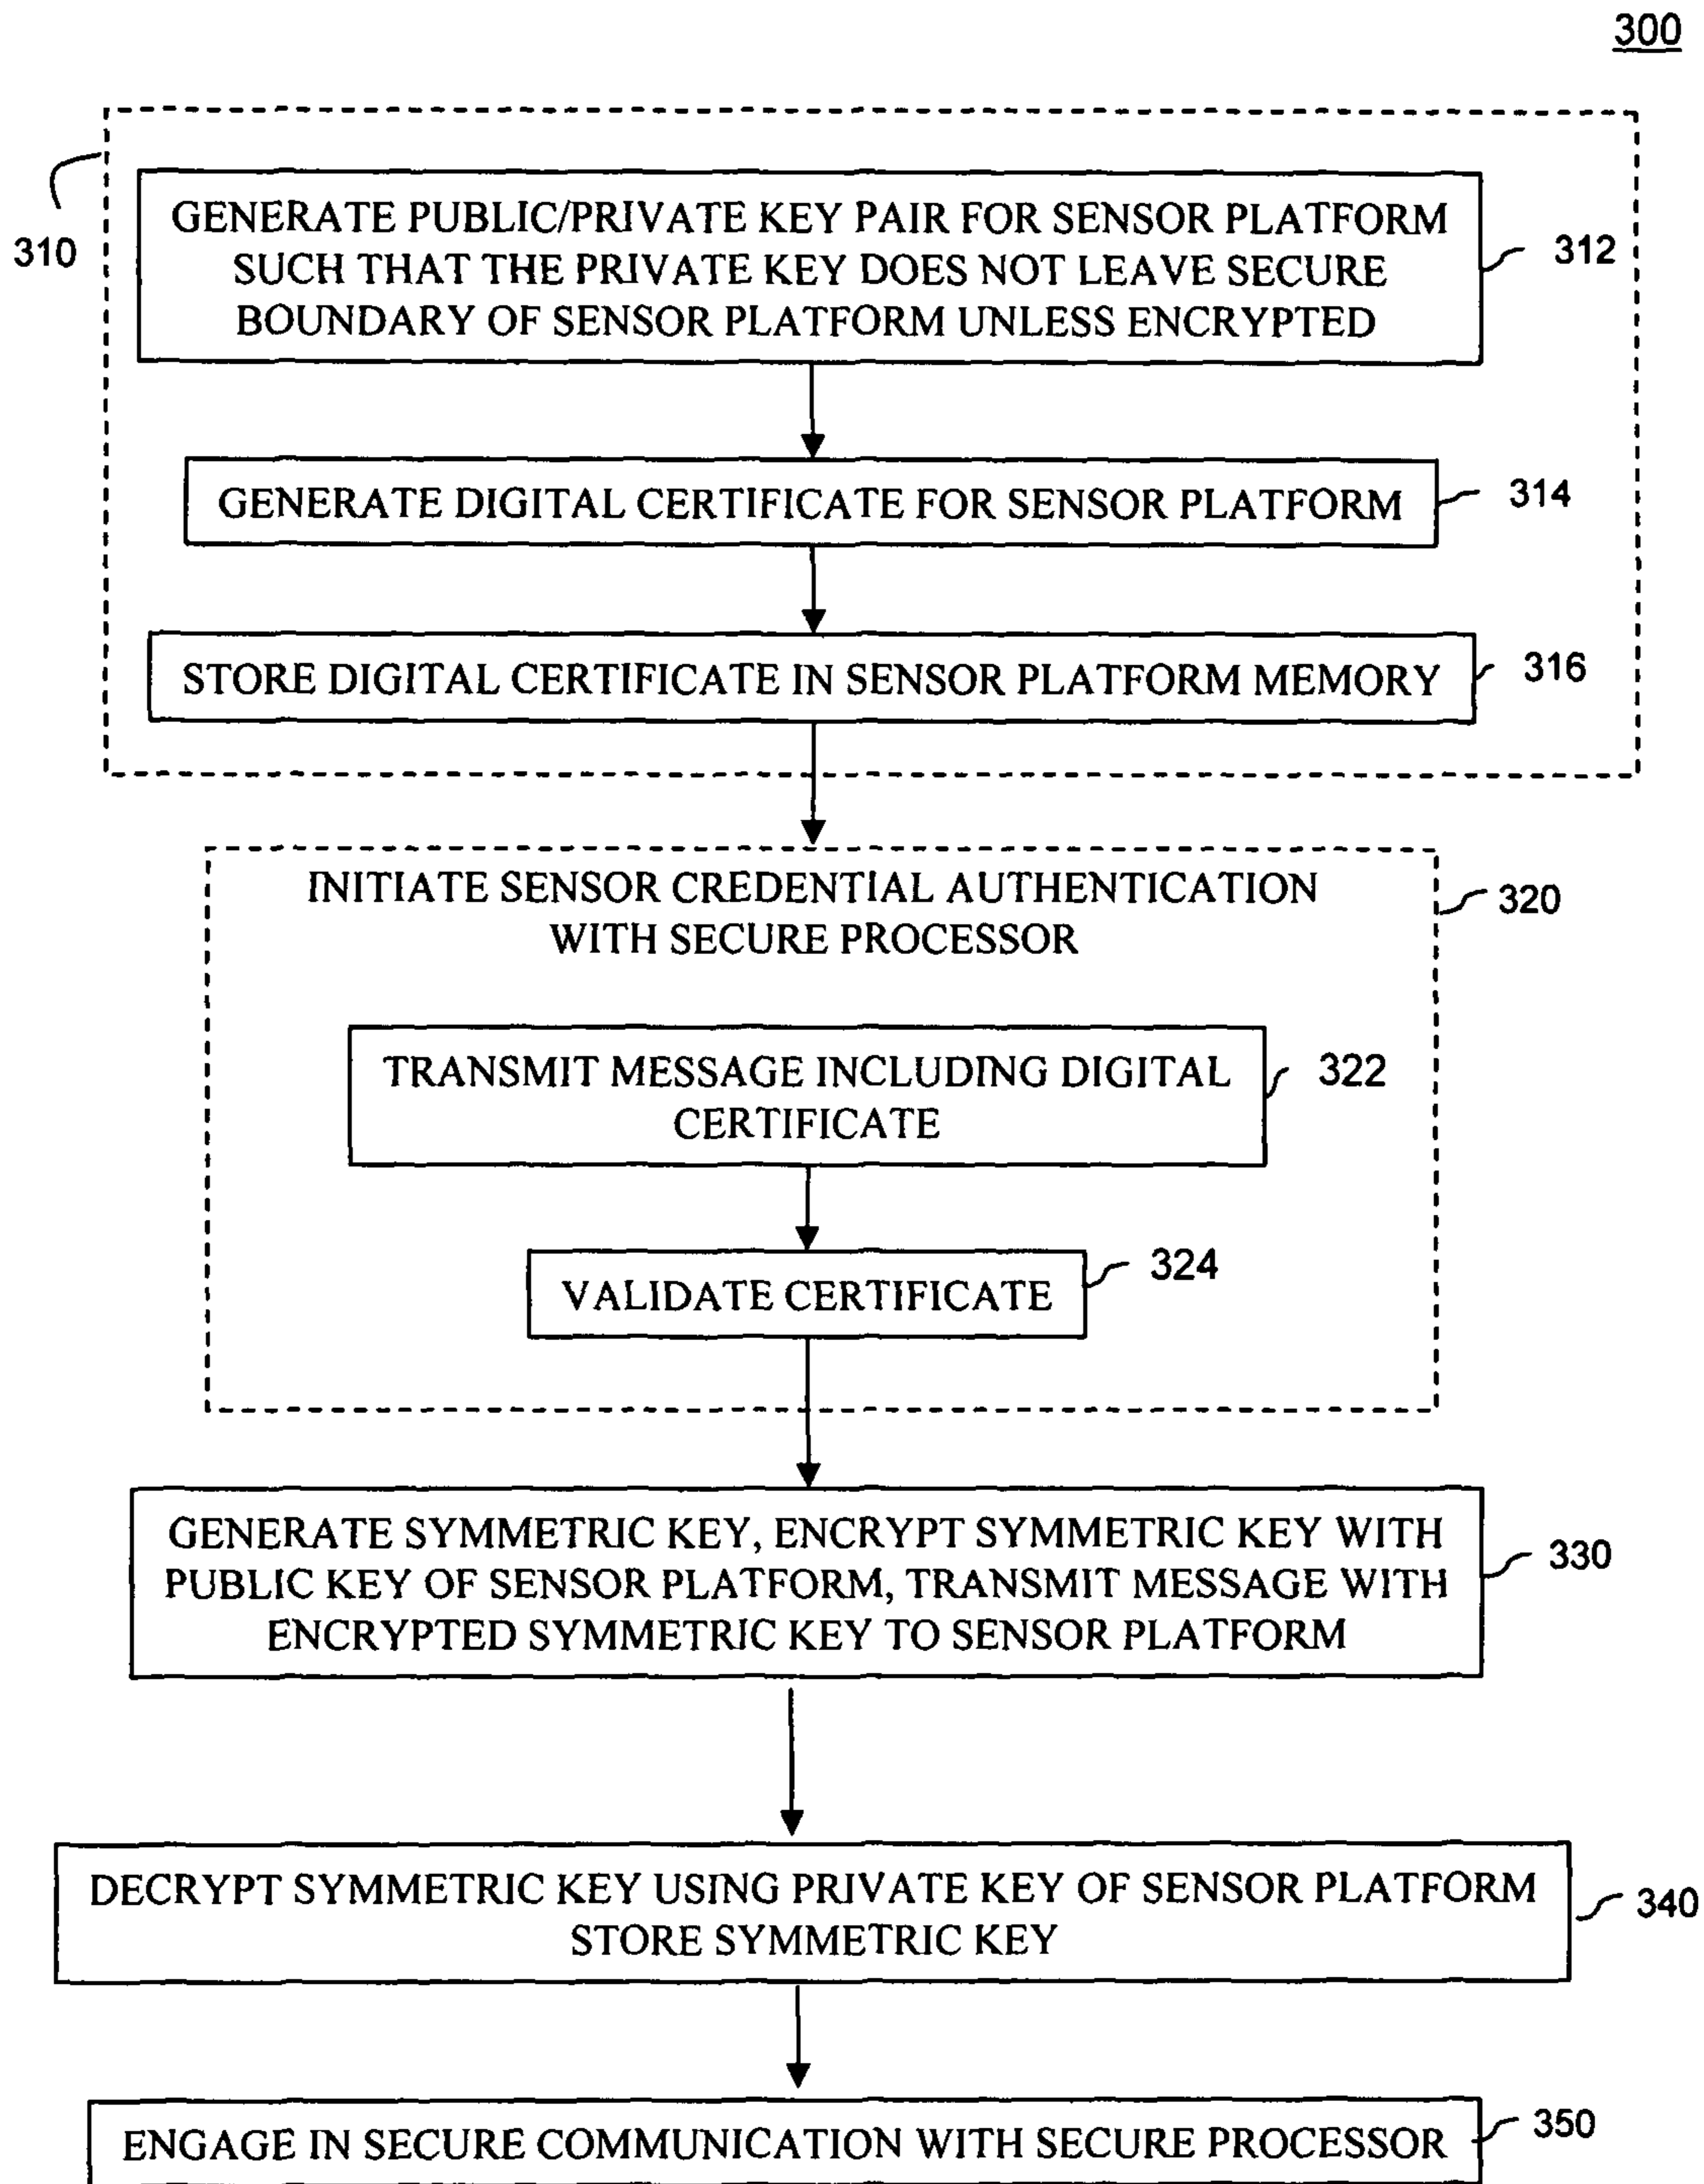 300
310
GENERATE PUBLIC/PRIVATE KEY PAIR FOR SENSOR PLATFORM
SUCH THAT THE PRIVATE KEY DOES NOT LEAVE SECURE
BOUNDARY OF SENSOR PLATFORM UNLESS ENCRYPTED
312
GENERATE DIGITAL CERTIFICATE FOR SENSOR PLATFORM
314
STORE DIGITAL CERTIFICATE IN SENSOR PLATFORM MEMORY
316
INITIATE SENSOR CREDENTIAL AUTHENTICATION
WITH SECURE PROCESSOR
320
TRANSMIT MESSAGE INCLUDING DIGITAL
CERTIFICATE
322
VALIDATE CERTIFICATE
324
GENERATE SYMMETRIC KEY, ENCRYPT SYMMETRIC KEY WITH
PUBLIC KEY OF SENSOR PLATFORM, TRANSMIT MESSAGE WITH
ENCRYPTED SYMMETRIC KEY TO SENSOR PLATFORM
330
DECRYPT SYMMETRIC KEY USING PRIVATE KEY OF SENSOR PLATFORM
STORE SYMMETRIC KEY
340
ENGAGE IN SECURE COMMUNICATION WITH SECURE PROCESSOR
350